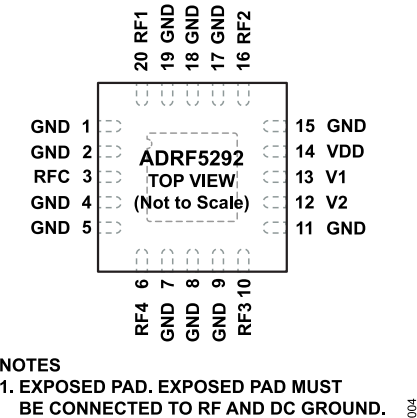 20 RF1
19 GND
18 GND
17 GND
16 RF2
GND 1
GND 2
RFC 3
GND 4
GND 5
ADRF5292
TOP VIEW
(Not to Scale)
15 GND
14 VDD
13 V1
12 V2
11 GND
RF4 6
GND 7
GND 8
GND 9
RF3 10
NOTES
1. EXPOSED PAD. EXPOSED PAD MUST
BE CONNECTED TO RF AND DC GROUND.
004